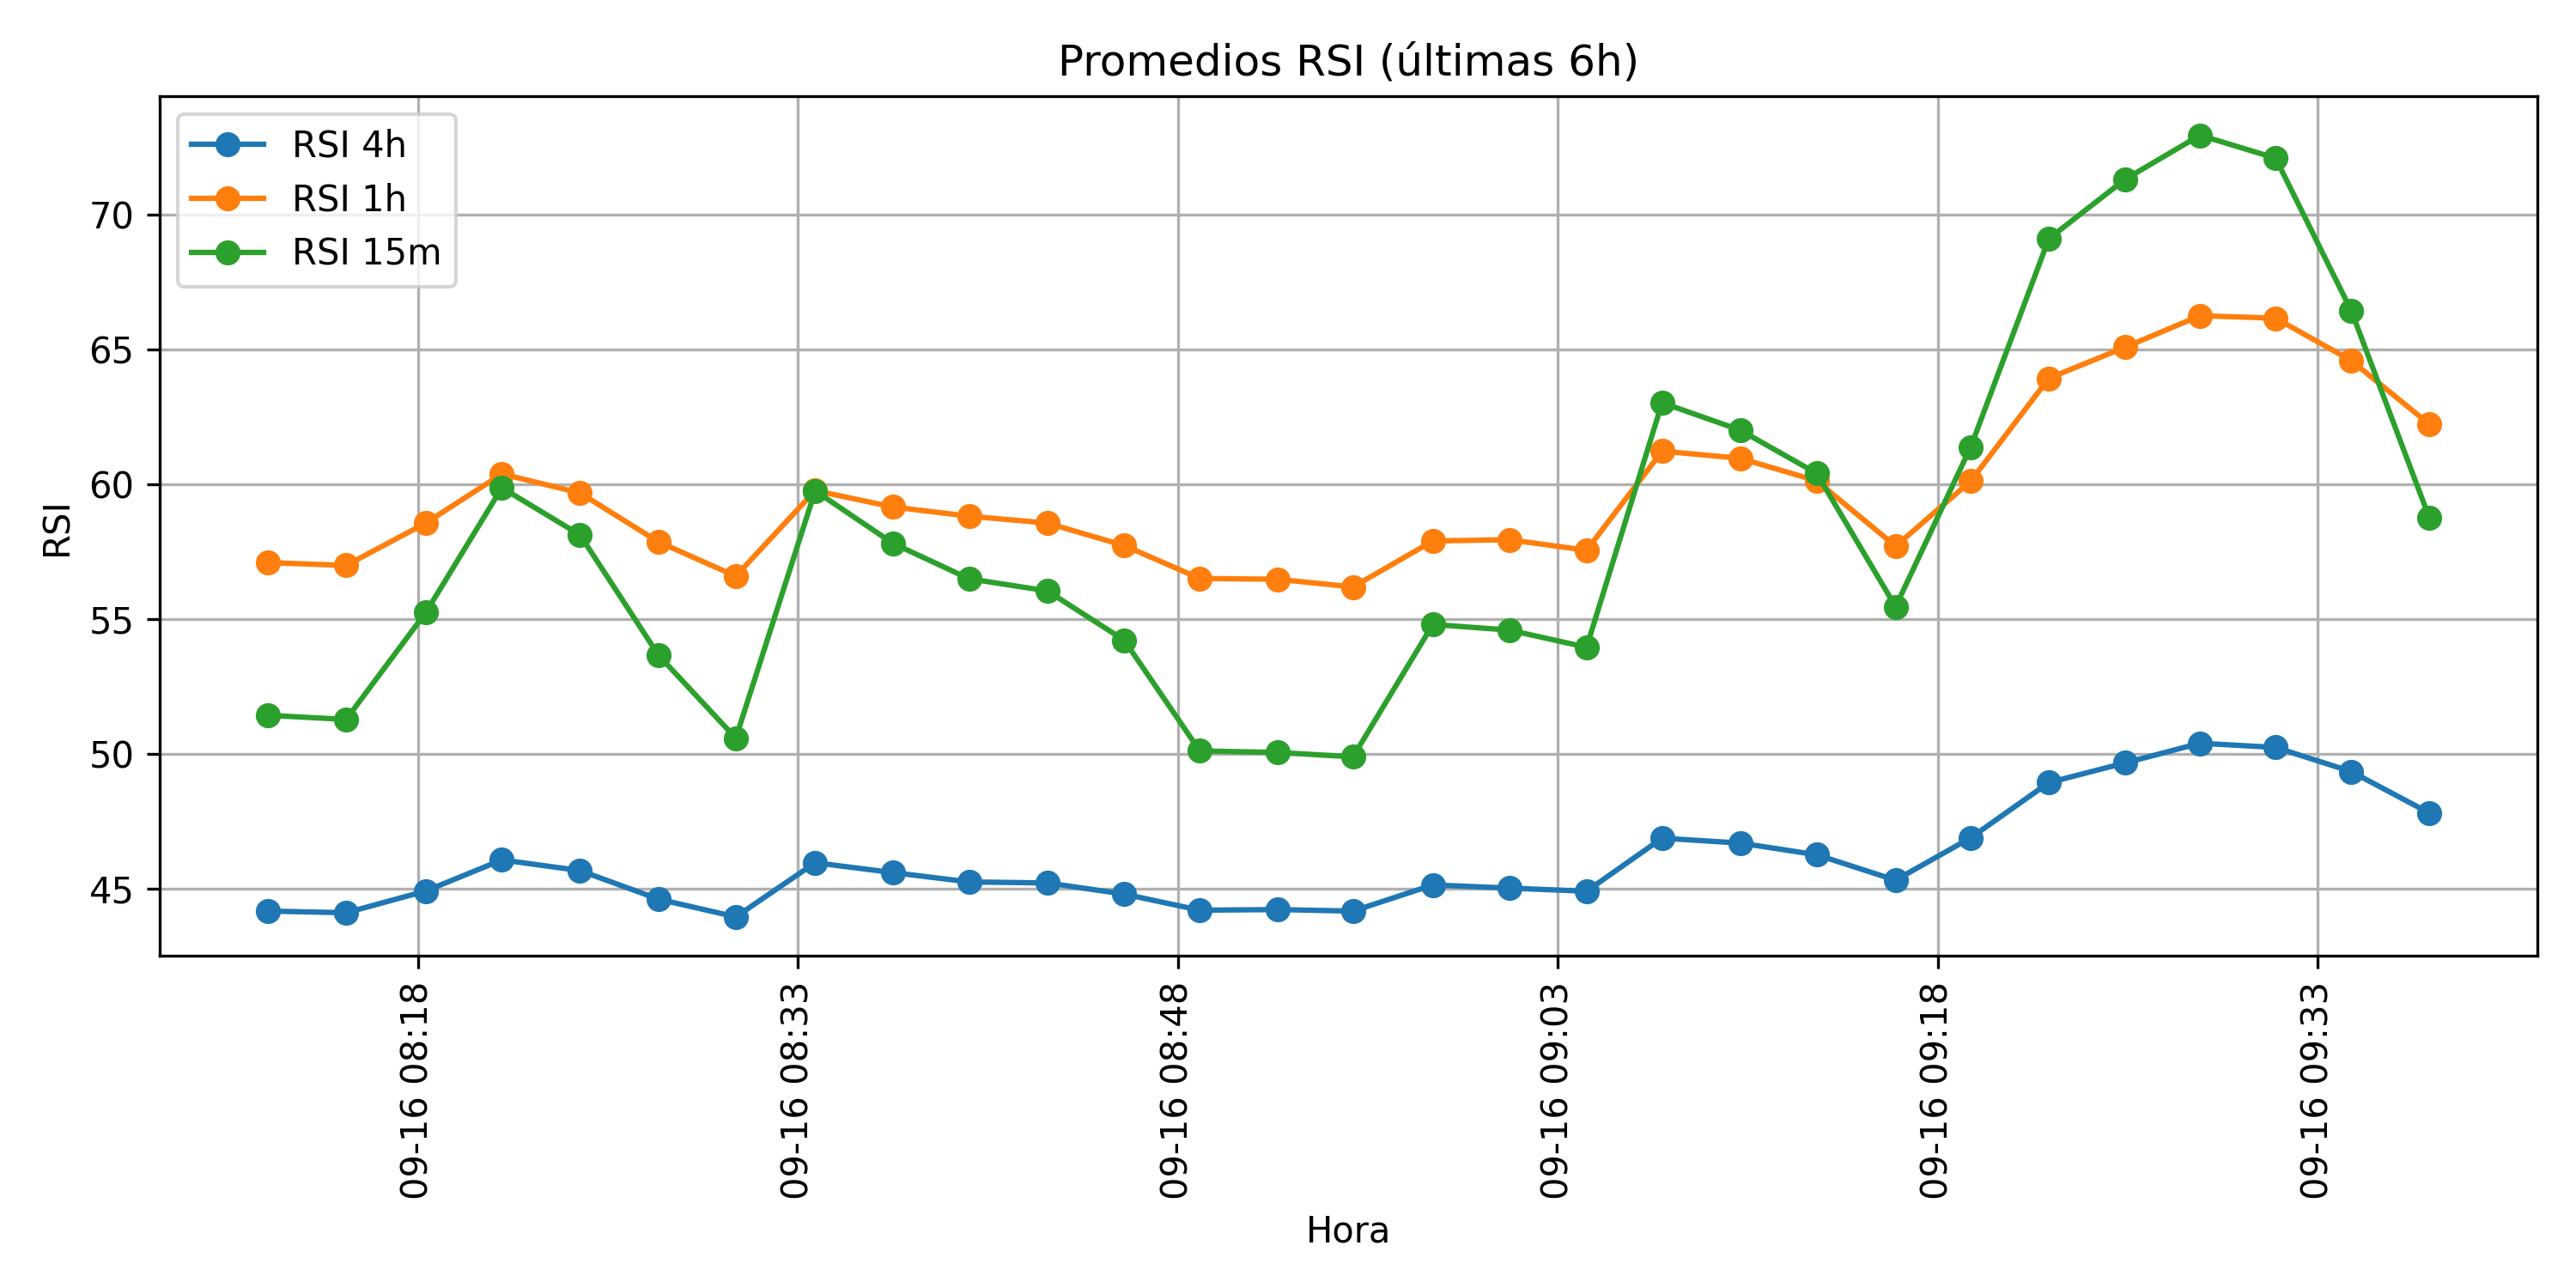 Promedios RSI (últimas 6h)
RSI 4h
RSI 1h
RSI 15m
RSI
70
65
60
55
50
45
09-16 08:18
09-16 08:33
09-16 08:48
09-16 09:03
09-16 09:18
09-16 09:33
Hora